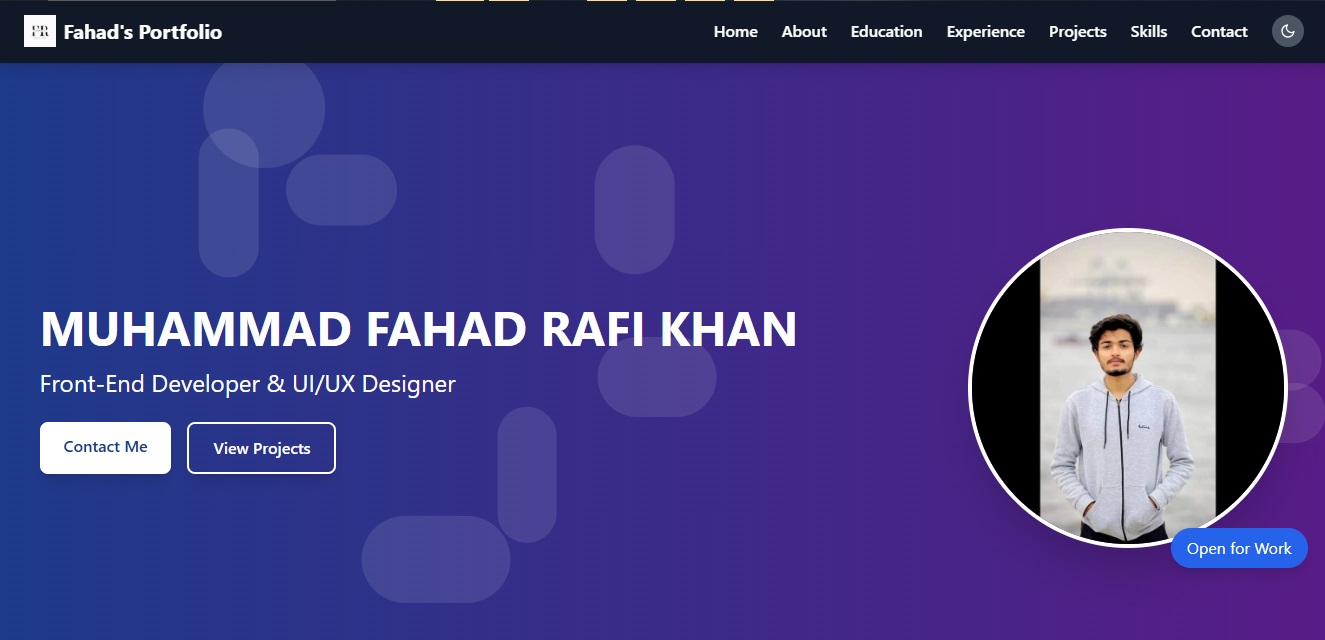 FR
Fahad's Portfolio
Home
About
Education
Experience
Projects
Skills
Contact
MUHAMMAD FAHAD RAFI KHAN
Front-End Developer & UI/UX Designer
Contact Me
View Projects
Open for Work